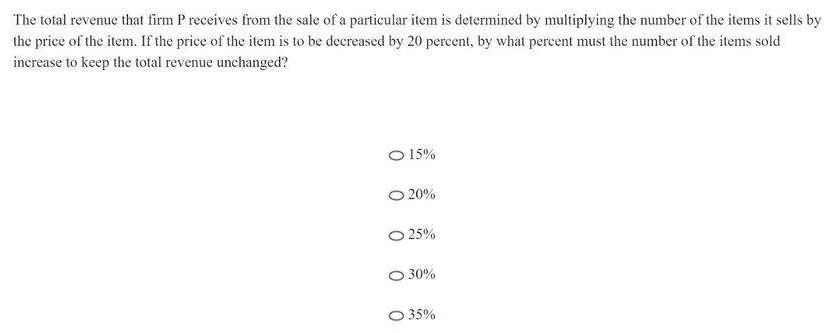 The total revenue that firm P receives from the sale of a particular item is determined by multiplying the number of the items it sells by
the price of the item. If the price of the item is to be decreased by 20 percent, by what percent must the number of the items sold
increase to keep the total revenue unchanged?
15%
20%
25%
30%
35%